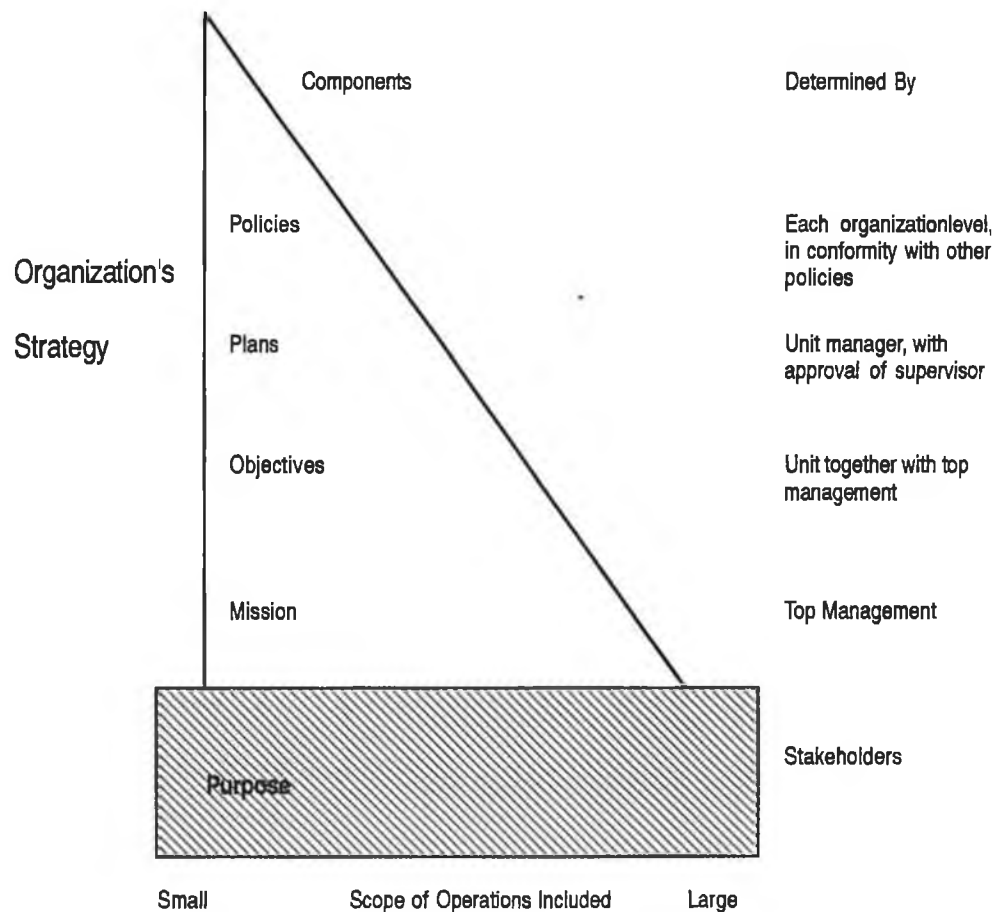 Components
Determined By
Policies
Each organizationlevel,
in conformity with other
policies
Organization's
Strategy
Plans
Unit manager, with
approval of supervisor
Objectives
Unit together with top
management
Mission
Top Management
Purpose
Stakeholders
Small
Scope of Operations Included
Large